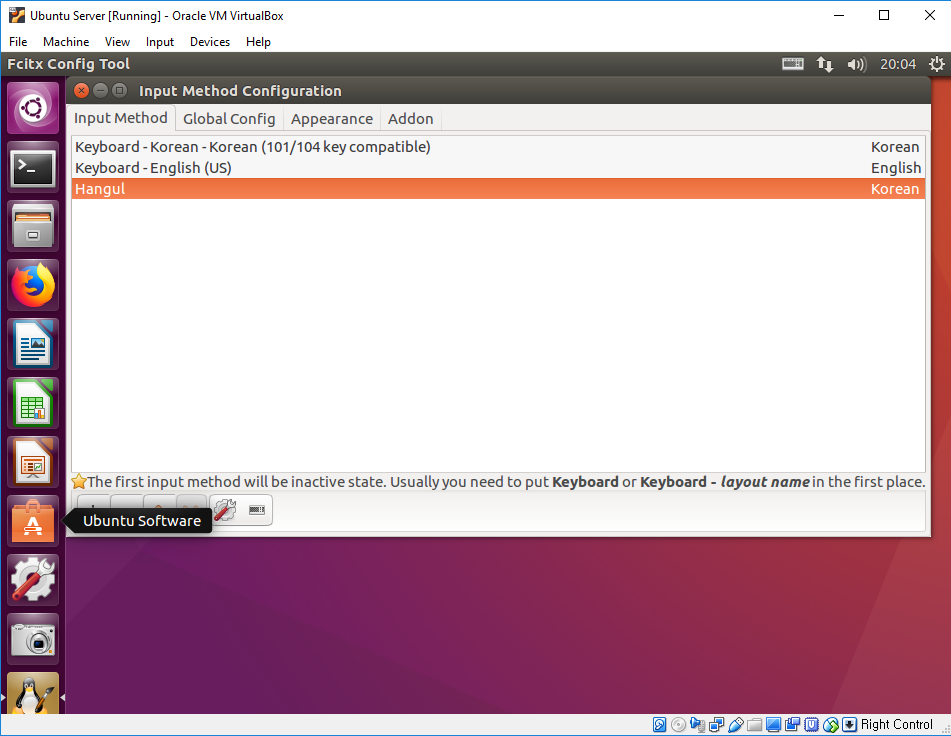 Ubuntu Server [Running] - Oracle VM VirtualBox
File Machine View Input Devices Help
Fcitx Config Tool 20:04
Input Method Configuration
Input Method Global Config Appearance Addon
Keyboard - Korean - Korean (101/104 key compatible) Korean
Keyboard - English (US) English
Hangul Korean
The first input method will be inactive state. Usually you need to put Keyboard or Keyboard - layout name in the first place.
Ubuntu Software
Right Control